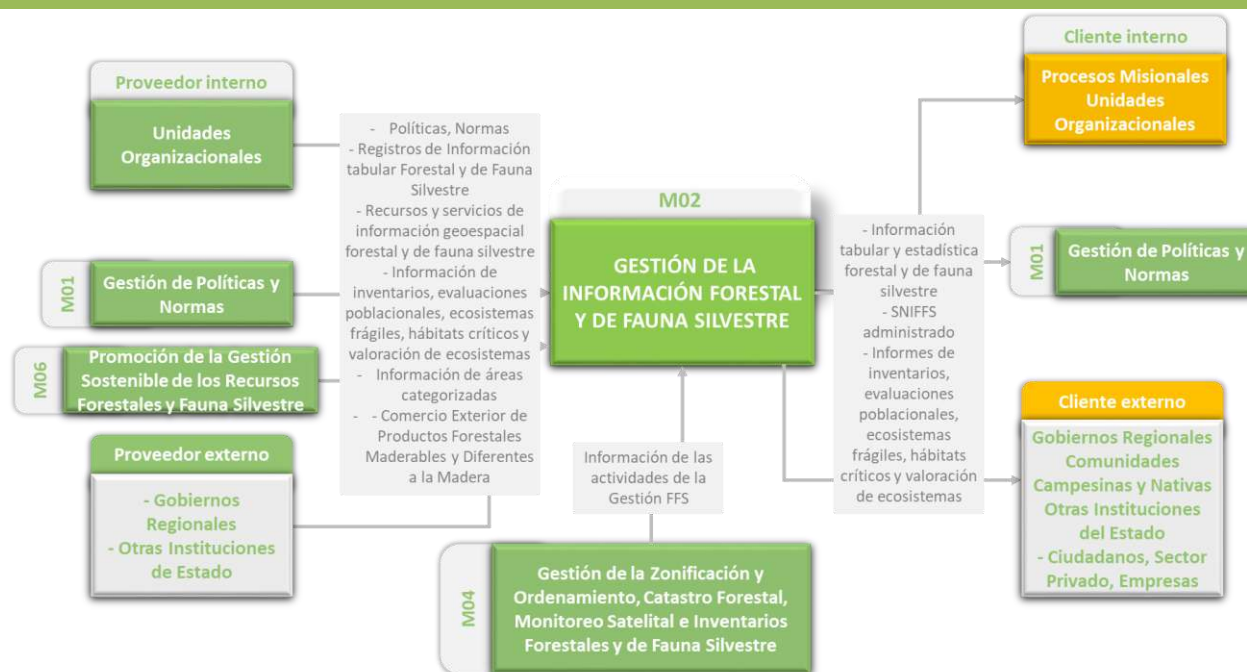 Proveedor interno
Unidades
Organizacionales
M01
Gestión de Políticas y
Normas
M06
Promoción de la Gestión
Sostenible de los Recursos
Forestales y Fauna Silvestre
Proveedor externo
- Gobiernos
Regionales
- Otras Instituciones
de Estado
- Políticas, Normas
- Registros de Información
tabular Forestal y de Fauna
Silvestre
- Recursos y servicios de
información geoespacial
forestal y de fauna silvestre
- Información de
inventarios, evaluaciones
poblacionales, ecosistemas
frágiles, hábitats críticos y
valoración de ecosistemas
- Información de áreas
categorizadas
- - Comercio Exterior de
Productos Forestales
Maderables y Diferentes
a la Madera
M02
GESTIÓN DE LA
INFORMACIÓN FORESTAL
Y DE FAUNA SILVESTRE
Información de las
actividades de la
Gestión FFS
M04
Gestión de la Zonificación y
Ordenamiento, Catastro Forestal,
Monitoreo Satelital e Inventarios
Forestales y de Fauna Silvestre
- Información
tabular y estadística
forestal y de fauna
silvestre
- SNIFFS
administrado
- Informes de
inventarios,
evaluaciones
poblacionales,
ecosistemas
frágiles, hábitats
críticos y valoración
de ecosistemas
Cliente interno
Procesos Misionales
Unidades
Organizacionales
M01
Gestión de Políticas y
Normas
Cliente externo
Gobiernos Regionales
Comunidades
Campesinas y Nativas
Otras Instituciones
del Estado
- Ciudadanos, Sector
Privado, Empresas